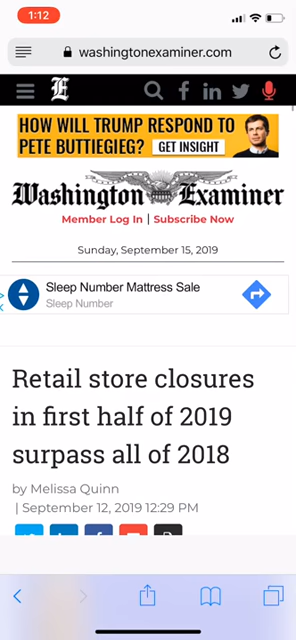 1:12
washingtonexaminer.com
E
HOW WILL TRUMP RESPOND TO
PETE BUTTIEGIEG? GET INSIGHT
Washington Examiner
Member Log In | Subscribe Now
Sunday, September 15, 2019
Sleep Number Mattress Sale
Sleep Number
Retail store closures
in first half of 2019
surpass all of 2018
by Melissa Quinn
| September 12, 2019 12:29 PM